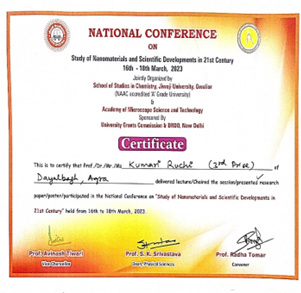 NATIONAL CONFERENCE
ON
Study of Nanomaterials and Scientific Developments in 21st Century
16th - 18th March, 2023
Jointly Organized by
School of Studies in Chemistry, Jiwaji University, Gwalior
(NAAC accredited 'A' Grade University)
&
Academy of Microscope Science and Technology
Sponsored By
University Grants Commission & DRDO, New Delhi
Certificate
This is to certify that Prof./Dr./Mr./Ms. Kumari Ruchi (3rd Prize) of
Dayalbagh Agra delivered lecture/Chaired the session/presented research
paper/poster/participated in the National Conference on "Study of Nanomaterials and Scientific Developments in
21st Century" held from 16th to 18th March, 2023.
Prof. Avinash Tiwari Prof. S. K. Srivastava Prof. Radha Tomar
Vice Chancellor Dean, Physical Sciences Convener